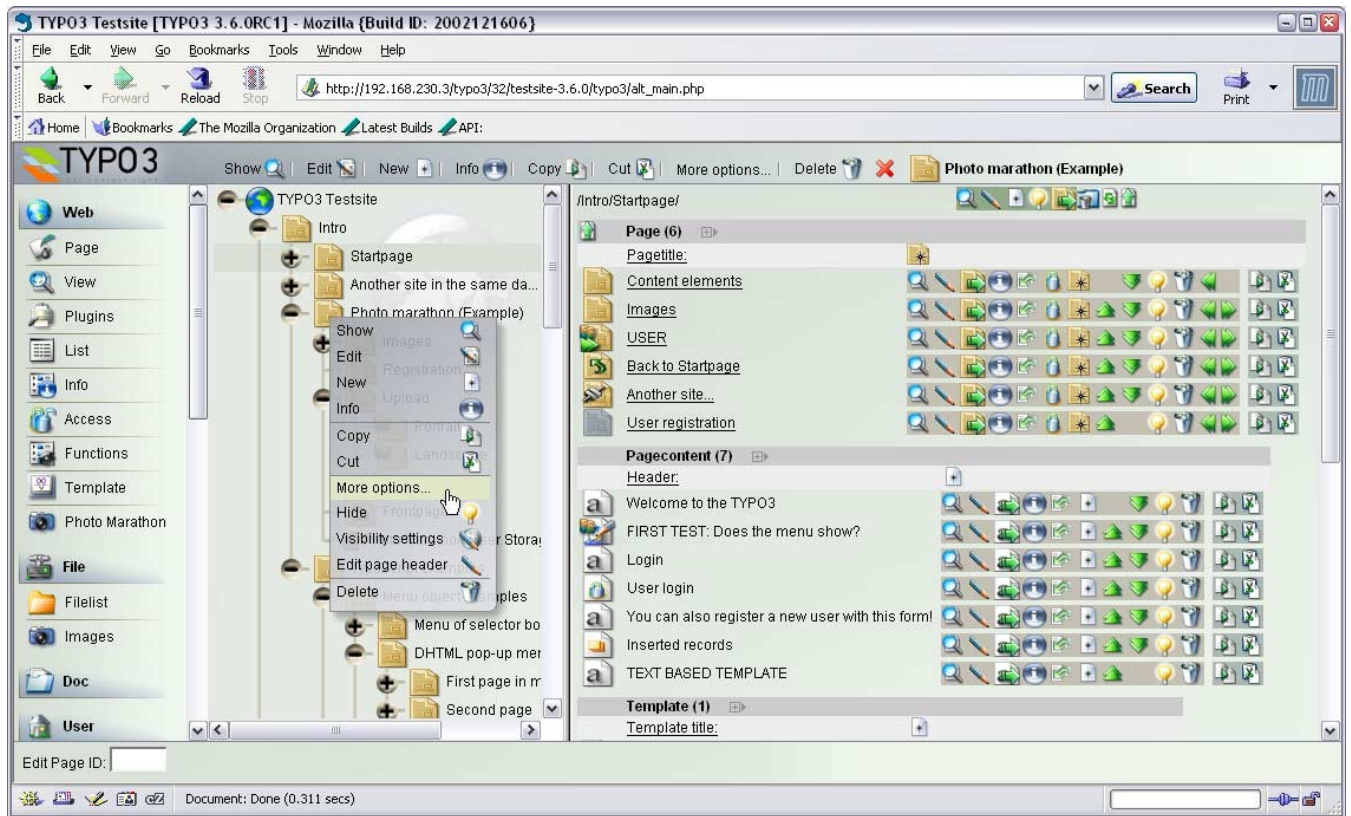 TYPO3 Testsite [TYPO3 3.6.0RC1] - Mozilla {Build ID: 2002121606}
File Edit View Go Bookmarks Tools Window Help
Back Forward Reload Stop http://192.168.230.3/typo3/32/testsite-3.6.0/typo3/alt_main.php Search Print
Home Bookmarks The Mozilla Organization Latest Builds API:
TYPO3 Show Edit New Info Copy Cut More options... Delete Photo marathon (Example)
Web
Page
View
Plugins
List
Info
Access
Functions
Template
Photo Marathon
File
Filelist
Images
Doc
User
TYPO3 Testsite
Intro
Startpage
Another site in the same da...
Photo marathon (Example)
Images
Registration
Upload
Show
Edit
New
Info
Copy
Cut
More options...
Hide
Visibility settings
Edit page header
Delete
Menu of selector bo
DHTML pop-up mer
First page in m
Second page
/Intro/Startpage/
Page (6)
Pagetitle:
Content elements
Images
USER
Back to Startpage
Another site...
User registration
Pagecontent (7)
Header:
Welcome to the TYPO3
FIRST TEST: Does the menu show?
Login
User login
You can also register a new user with this form!
Inserted records
TEXT BASED TEMPLATE
Template (1)
Template title:
Edit Page ID:
Document: Done (0.311 secs)